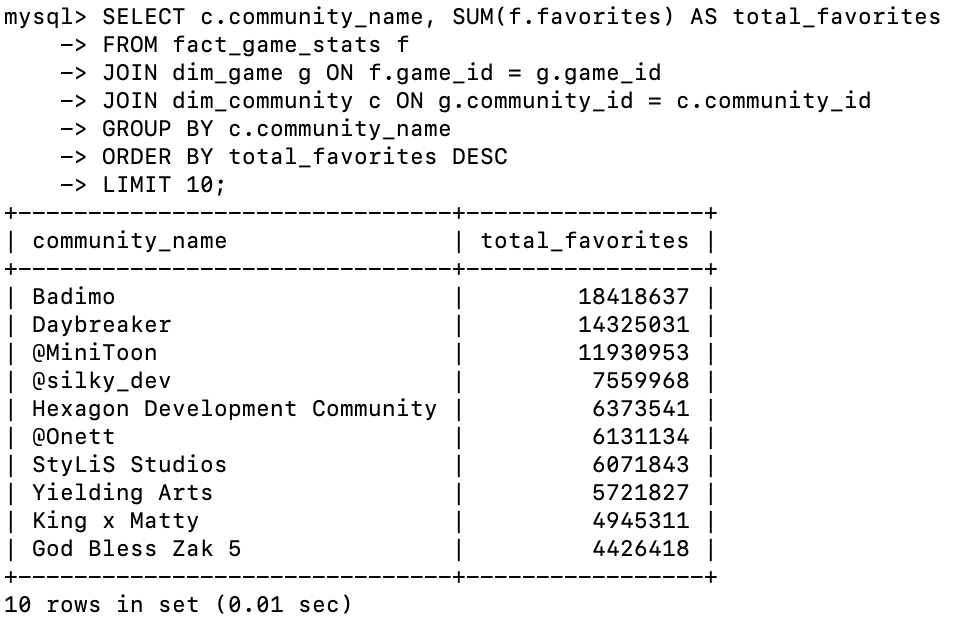 mysql> SELECT c.community_name, SUM(f.favorites) AS total_favorites
    -> FROM fact_game_stats f
    -> JOIN dim_game g ON f.game_id = g.game_id
    -> JOIN dim_community c ON g.community_id = c.community_id
    -> GROUP BY c.community_name
    -> ORDER BY total_favorites DESC
    -> LIMIT 10;
+-------------------------------+-----------------+
| community_name                | total_favorites |
+-------------------------------+-----------------+
| Badimo                        |        18418637 |
| Daybreaker                    |        14325031 |
| @MiniToon                     |        11930953 |
| @silky_dev                    |         7559968 |
| Hexagon Development Community |         6373541 |
| @Onett                        |         6131134 |
| StyLiS Studios                |         6071843 |
| Yielding Arts                 |         5721827 |
| King x Matty                  |         4945311 |
| God Bless Zak 5               |         4426418 |
+-------------------------------+-----------------+
10 rows in set (0.01 sec)